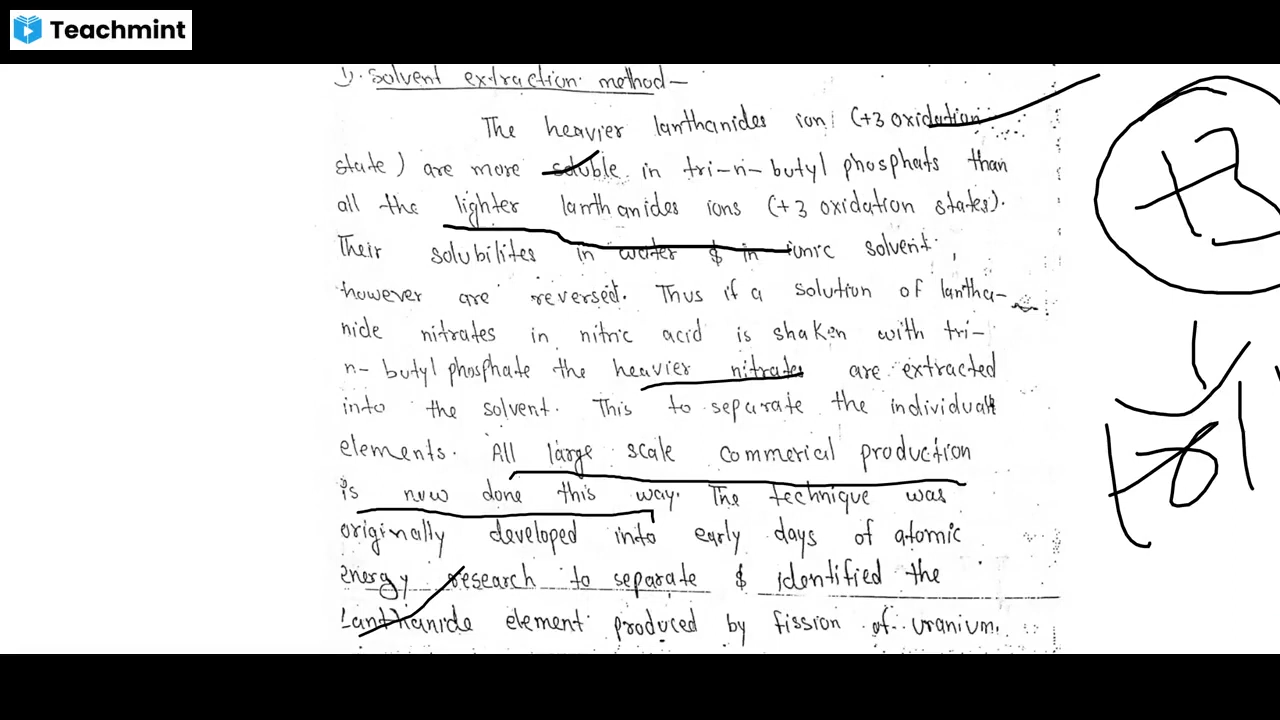 Teachmint
1). Solvent extraction method-
The heavier lanthanides ion (+3 oxidation
state) are more soluble in tri-n-butyl phosphats than
all the lighter lanthanides ions (+3 oxidation states).
Their solubilites in water & in ionic solvent,
however are reversed. Thus if a solution of lantha-
nide nitrates in nitric acid is shaken with tri-
n-butyl phosphate the heavier nitrates are extracted
into the solvent. This to separate the individual
elements. All large scale commerical production
is now done this way. The technique was
originally developed into early days of atomic
energy research to separate & identified the
Lanthanide element produced by fission of uranium.
+3